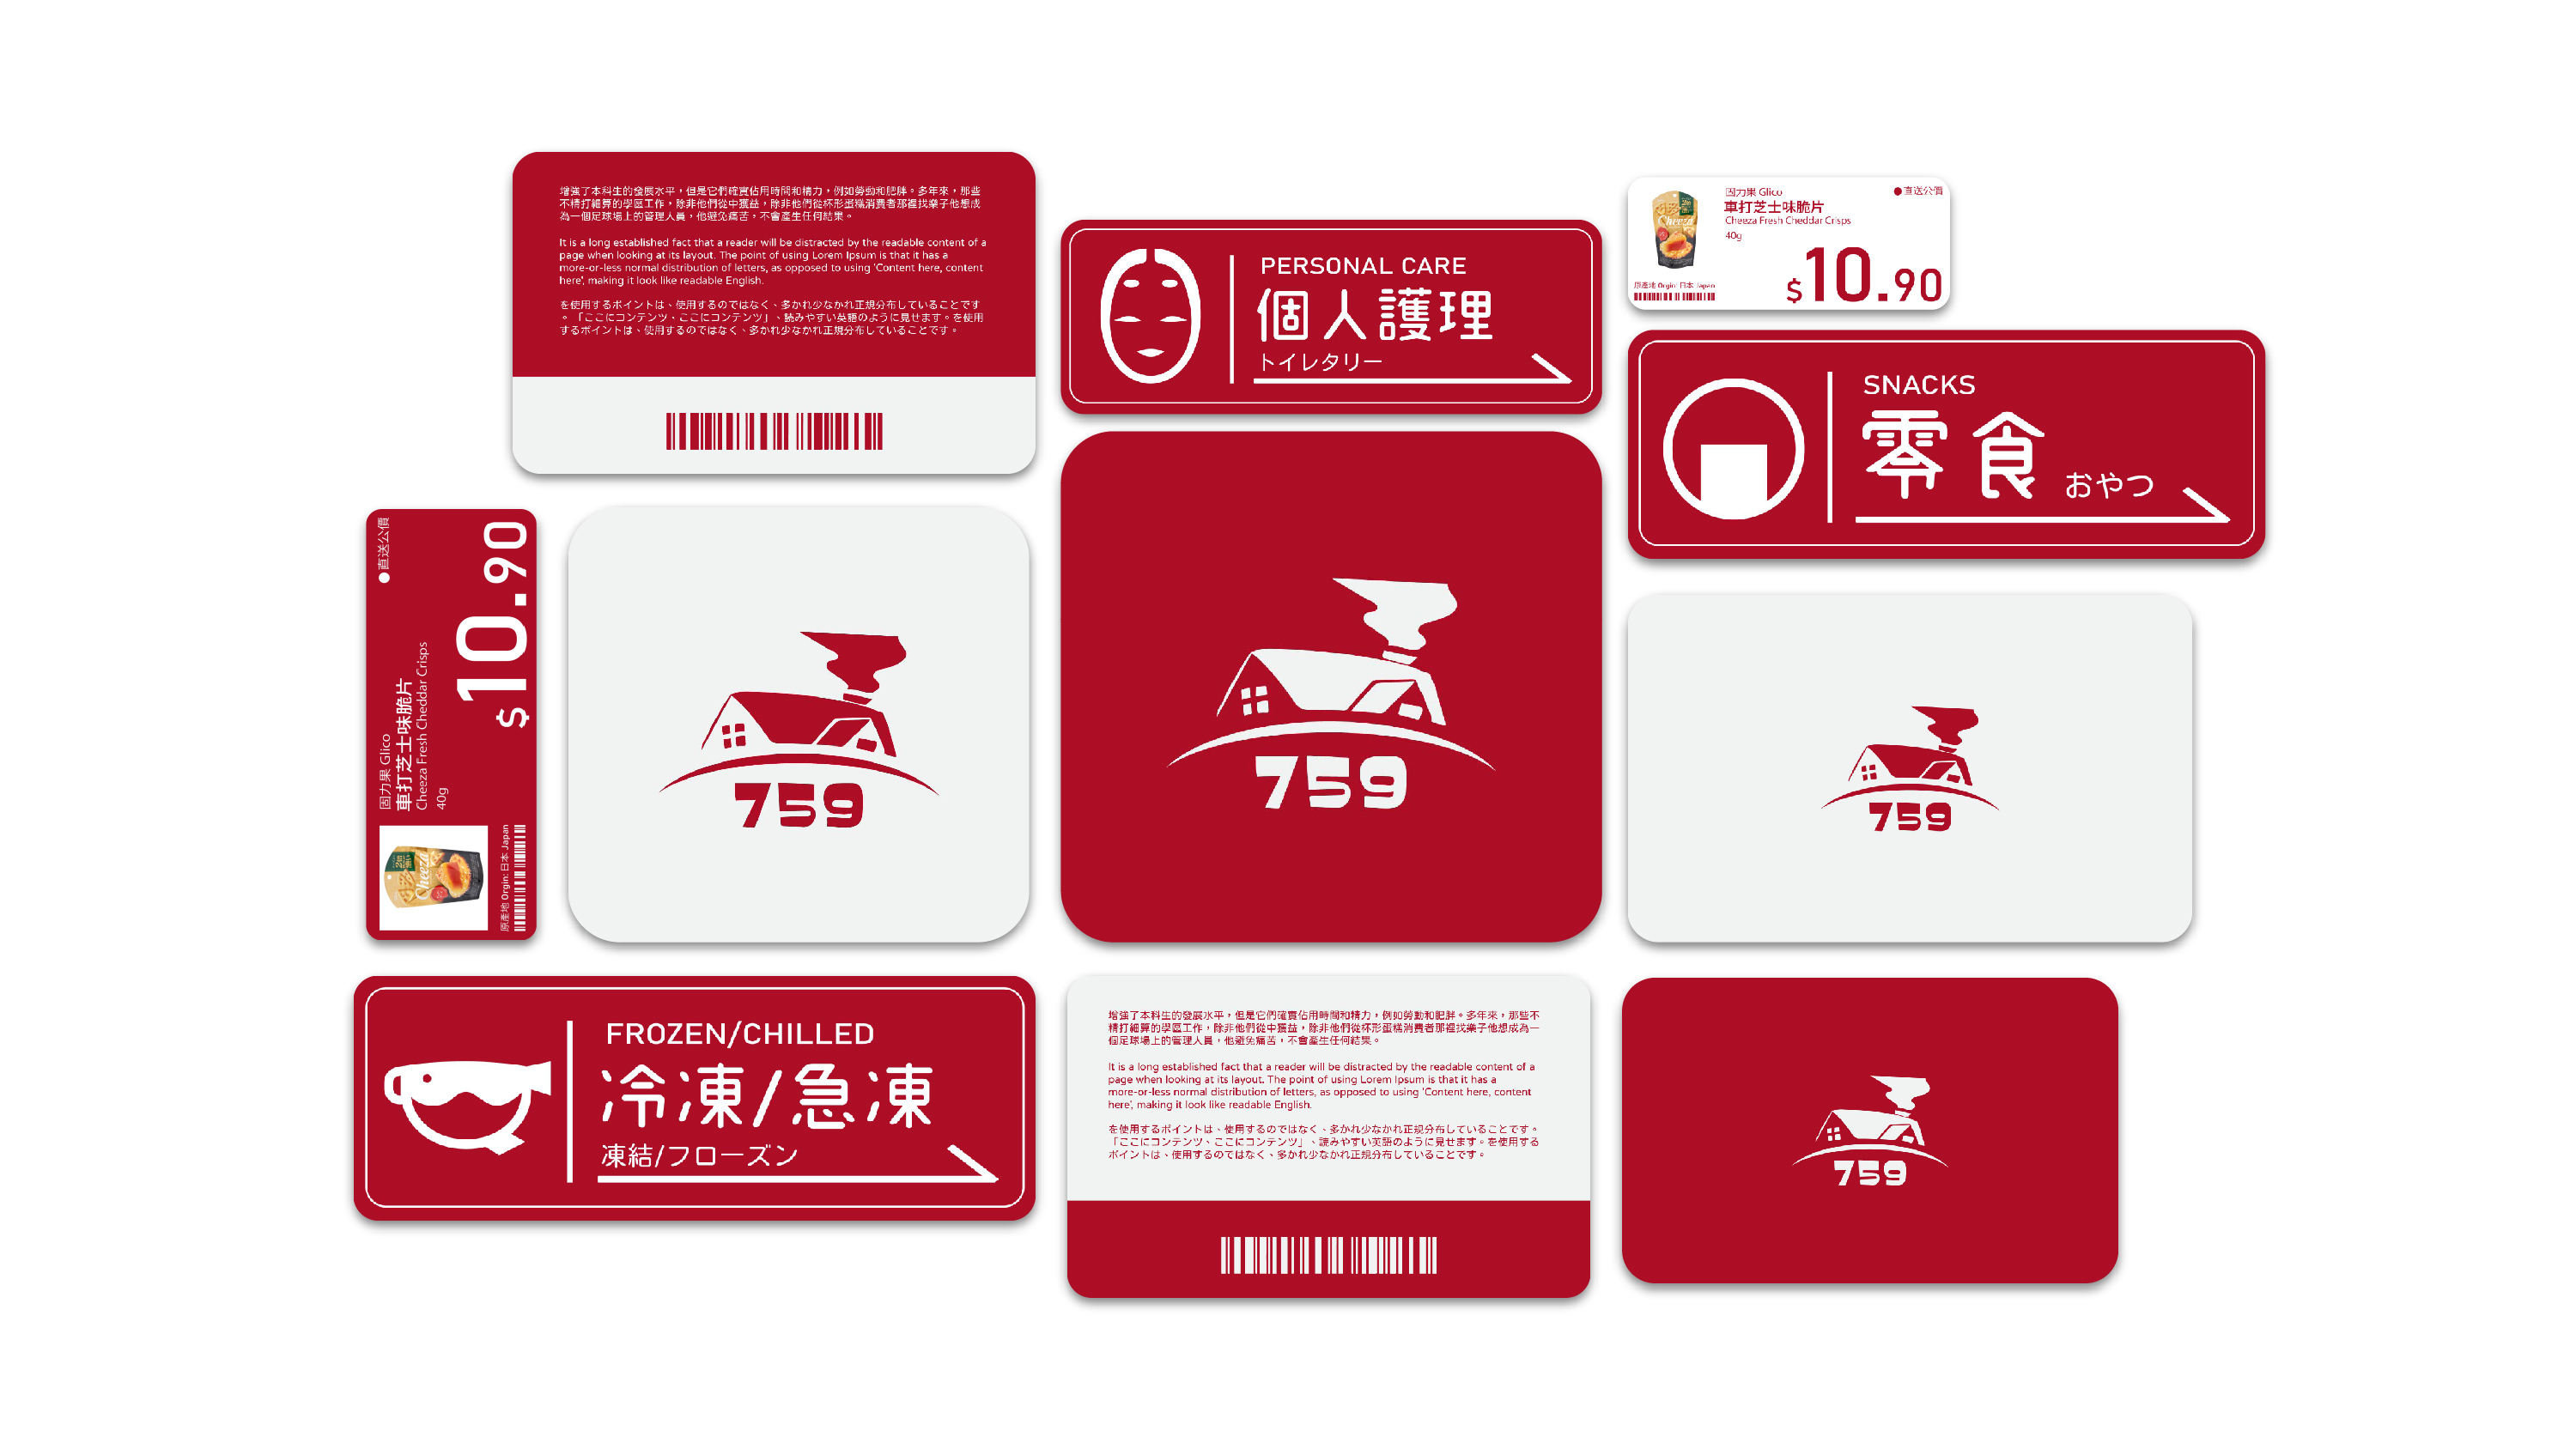 增強了本科生的發展水平，但是它們確實佔用時間和精力，例如勞動和肥胖。多年來，那些
不精打細算的學區工作，除非他們從中獲益，除非他們從杯形蛋糕消費者那裡找樂子他想成
為一個足球場上的管理人員，他避免痛苦，不會產生任何結果。
It is a long established fact that a reader will be distracted by the readable content of a
page when looking at its layout. The point of using Lorem Ipsum is that it has a
more-or-less normal distribution of letters, as opposed to using 'Content here, content
here', making it look like readable English.
を使用するポイントは、使用するのではなく、多かれ少なかれ正規分布していることです
。「ここにコンテンツ、ここにコンテンツ」、読みやすい英語のように見せます。を使用
するポイントは、使用するのではなく、多かれ少なかれ正規分布していることです。
PERSONAL CARE
個人護理
トイレタリー
固力果 Glico
車打芝士味脆片
Cheeza Fresh Cheddar Crisps
40g
直送公價
原產地 Orgin: 日本 Japan
$10.90
Cheeza
SNACKS
零食
おやつ
直送公價
$10.90
固力果 Glico
車打芝士味脆片
Cheeza Fresh Cheddar Crisps
40g
原產地 Orgin: 日本 Japan
Cheeza
759
759
759
FROZEN/CHILLED
冷凍/急凍
凍結/フローズン
增強了本科生的發展水平，但是它們確實佔用時間和精力，例如勞動和肥胖。多年來，那些不
精打細算的學區工作，除非他們從中獲益，除非他們從杯形蛋糕消費者那裡找樂子他想成為一
個足球場上的管理人員，他避免痛苦，不會產生任何結果。
It is a long established fact that a reader will be distracted by the readable content of a
page when looking at its layout. The point of using Lorem Ipsum is that it has a
more-or-less normal distribution of letters, as opposed to using 'Content here, content
here', making it look like readable English.
を使用するポイントは、使用するのではなく、多かれ少なかれ正規分布していることです。
「ここにコンテンツ、ここにコンテンツ」、読みやすい英語のように見せます。を使用する
ポイントは、使用するのではなく、多かれ少なかれ正規分布していることです。
759